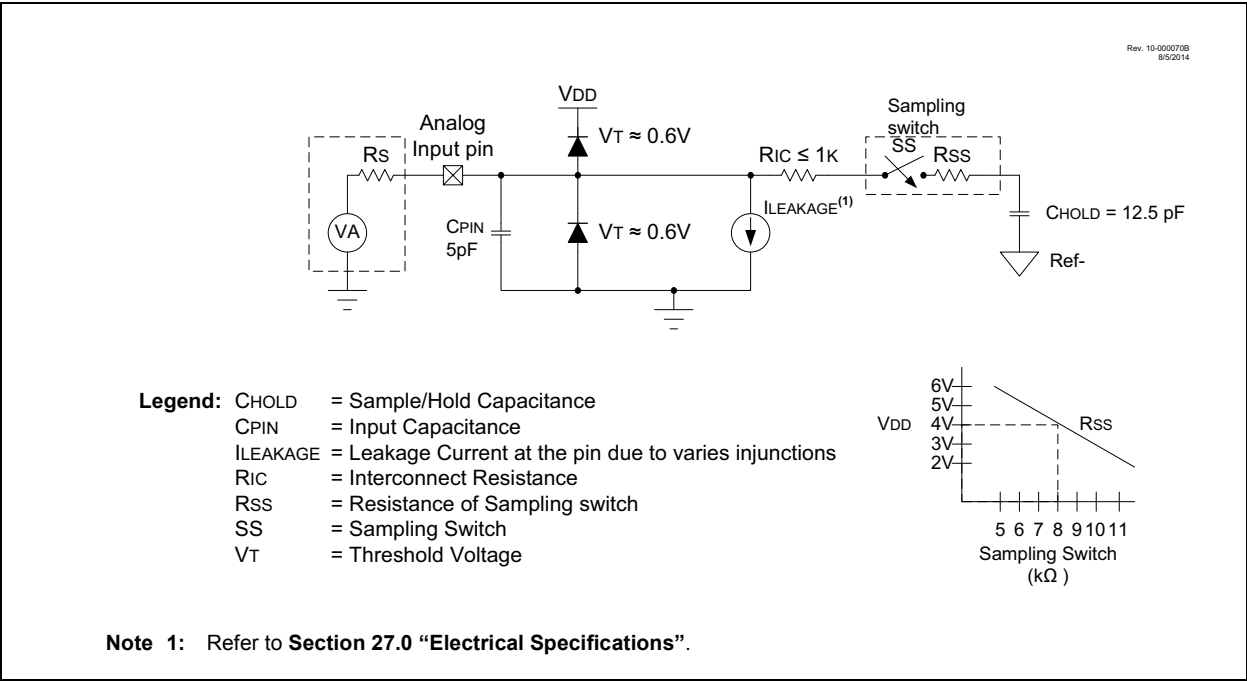 Rev. 10-000070B
8/5/2014
VDD
Analog
Input pin
VT ≈ 0.6V
Sampling
switch
SS
RS
RIC ≤ 1K
RSS
VA
CPIN
5pF
VT ≈ 0.6V
ILEAKAGE(1)
CHOLD = 12.5 pF
Ref-
Legend: CHOLD = Sample/Hold Capacitance
CPIN = Input Capacitance
ILEAKAGE = Leakage Current at the pin due to varies injunctions
RIC = Interconnect Resistance
RSS = Resistance of Sampling switch
SS = Sampling Switch
VT = Threshold Voltage
6V
5V
VDD 4V RSS
3V
2V
5 6 7 8 9 10 11
Sampling Switch
(kΩ )
Note 1: Refer to Section 27.0 “Electrical Specifications”.